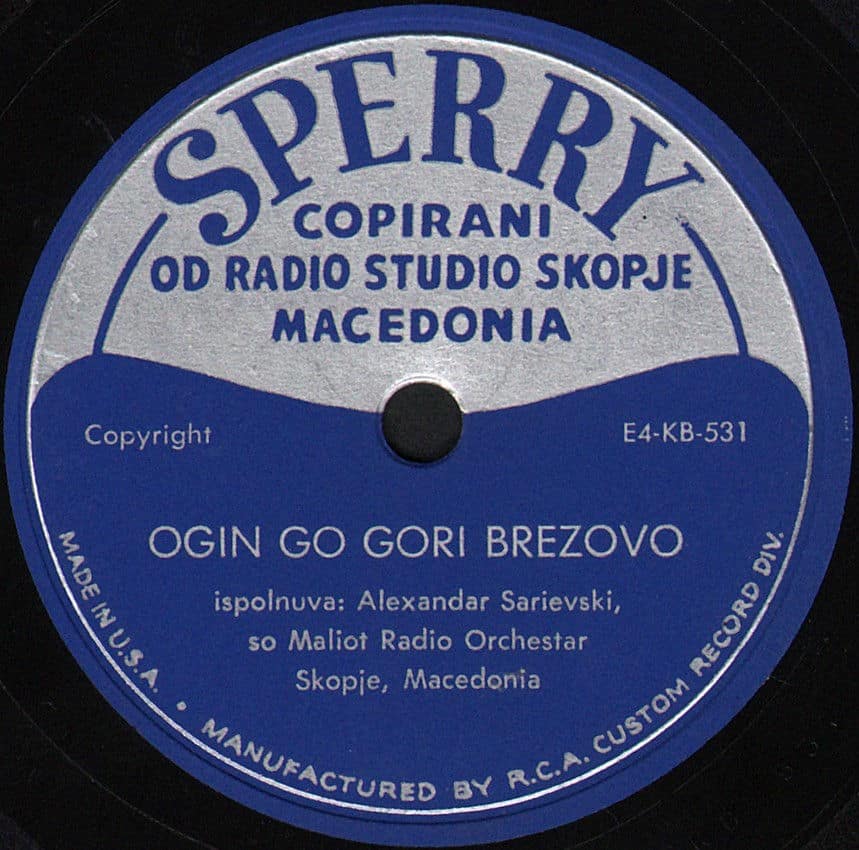 SPERRY
COPIRANI
OD RADIO STUDIO SKOPJE
MACEDONIA
Copyright
E4-KB-531
OGIN GO GORI BREZOVO
ispolnuva: Alexandar Sarievski,
so Maliot Radio Orchestar
Skopje, Macedonia
MADE IN U.S.A. • MANUFACTURED BY R.C.A. CUSTOM RECORD DIV.